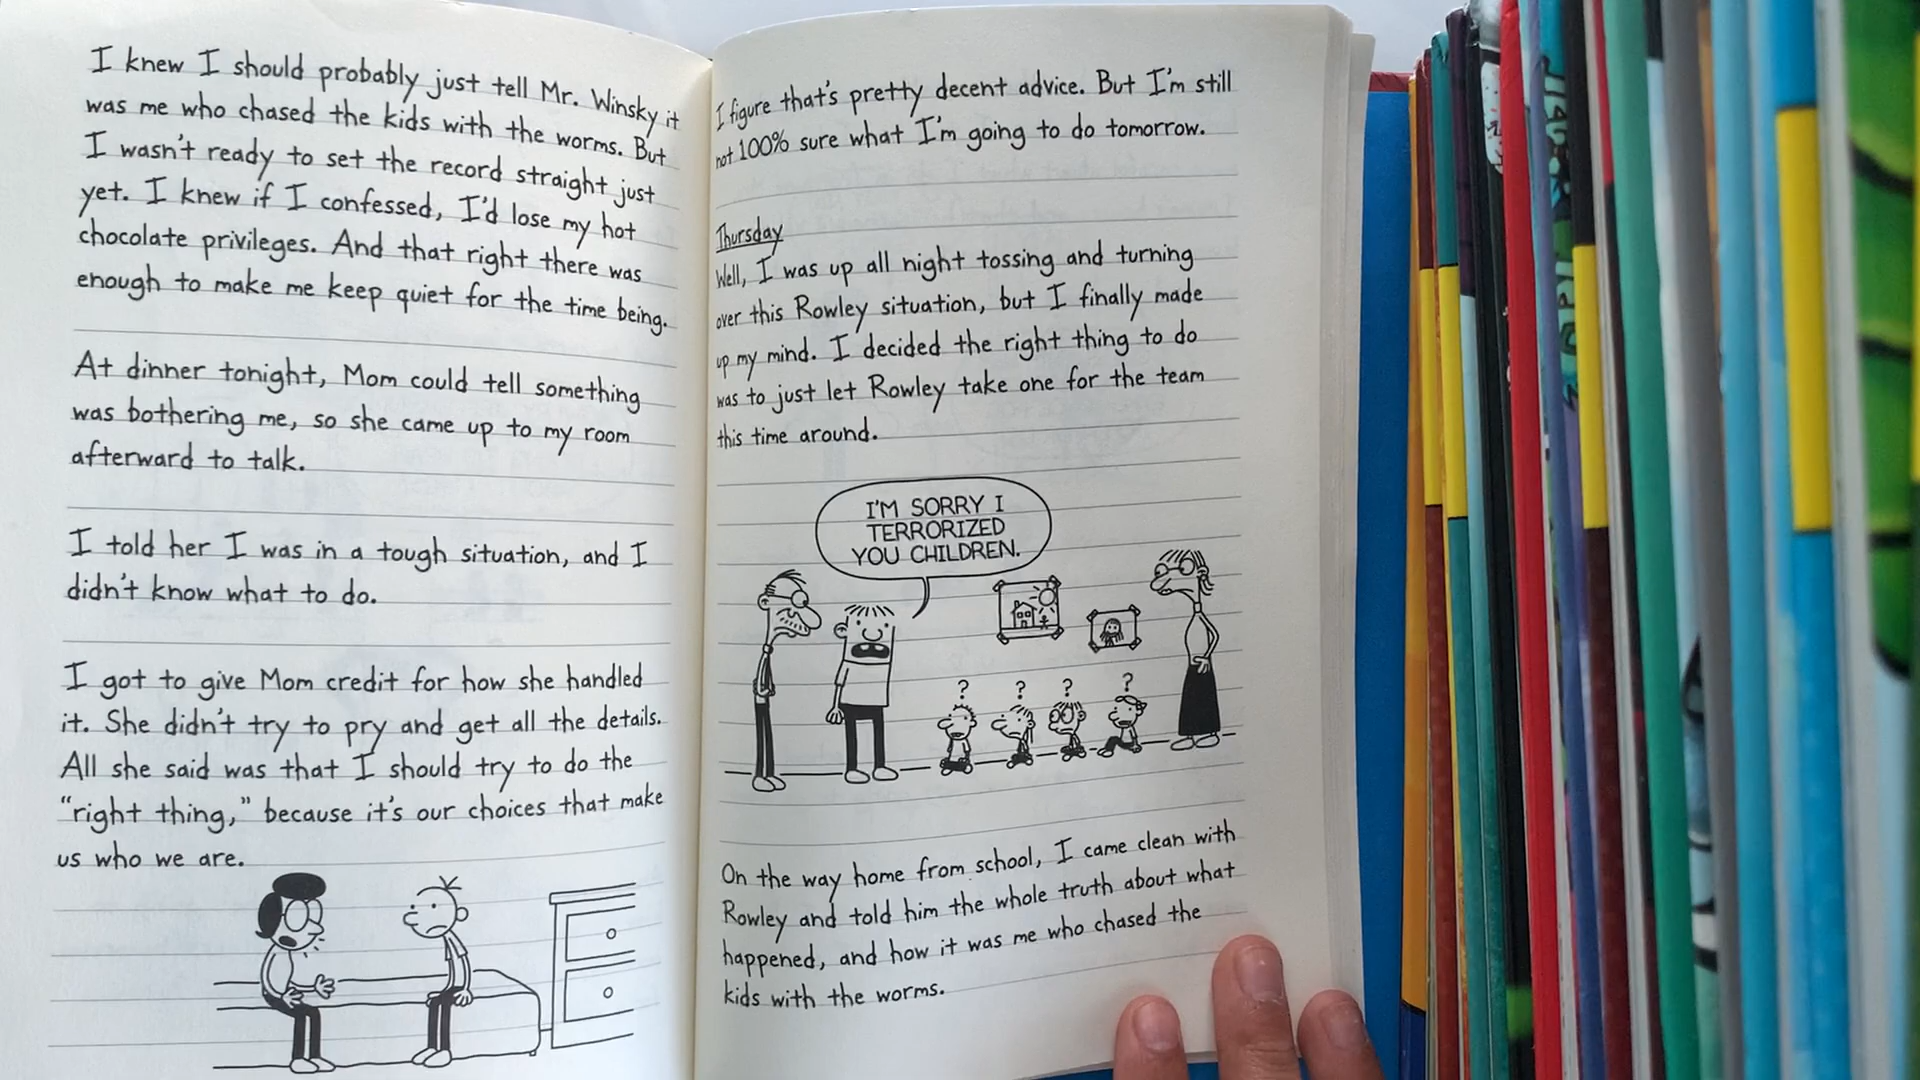 I knew I should probably just tell Mr. Winsky it
was me who chased the kids with the worms. But
I wasn't ready to set the record straight just
yet. I knew if I confessed, I'd lose my hot
chocolate privileges. And that right there was
enough to make me keep quiet for the time being.
At dinner tonight, Mom could tell something
was bothering me, so she came up to my room
afterward to talk.
I told her I was in a tough situation, and I
didn't know what to do.
I got to give Mom credit for how she handled
it. She didn't try to pry and get all the details.
All she said was that I should try to do the
“right thing,” because it's our choices that make
us who we are.
I figure that's pretty decent advice. But I'm still
not 100% sure what I'm going to do tomorrow.
Thursday
Well, I was up all night tossing and turning
over this Rowley situation, but I finally made
up my mind. I decided the right thing to do
was to just let Rowley take one for the team
this time around.
I'M SORRY I
TERRORIZED
YOU CHILDREN.
? ? ? ?
On the way home from school, I came clean with
Rowley and told him the whole truth about what
happened, and how it was me who chased the
kids with the worms.